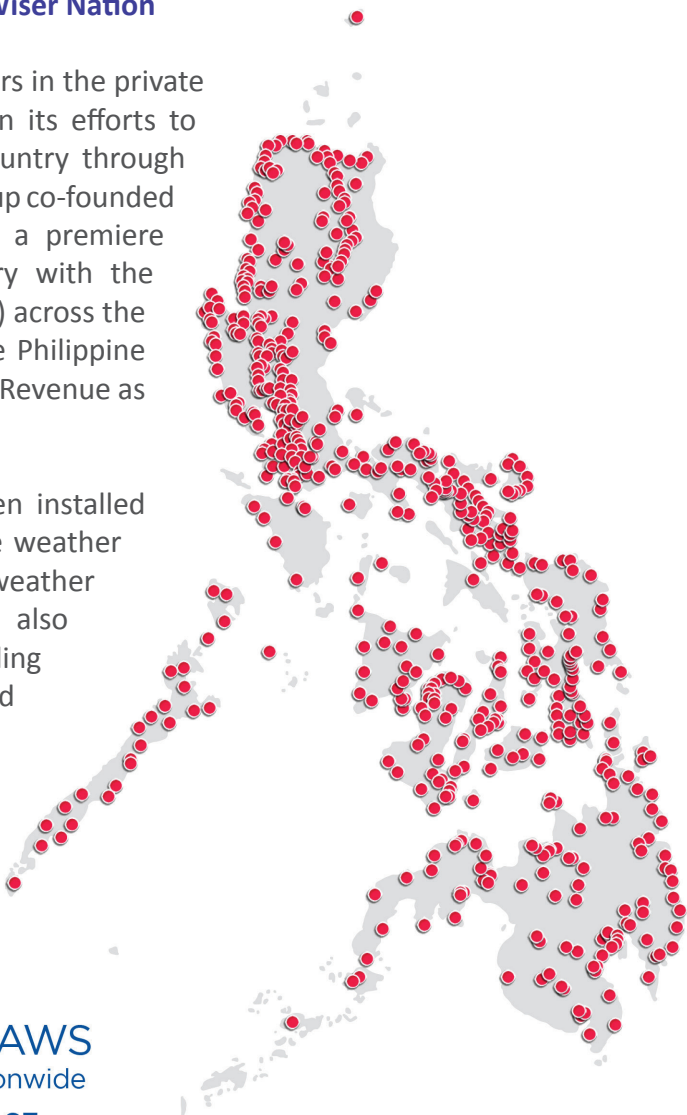 Wiser Nation
rs in the private
n its efforts to
untry through
up co-founded
a premiere
ry with the
) across the
e Philippine
Revenue as
en installed
e weather
weather
also
ling
d
AWS
onwide